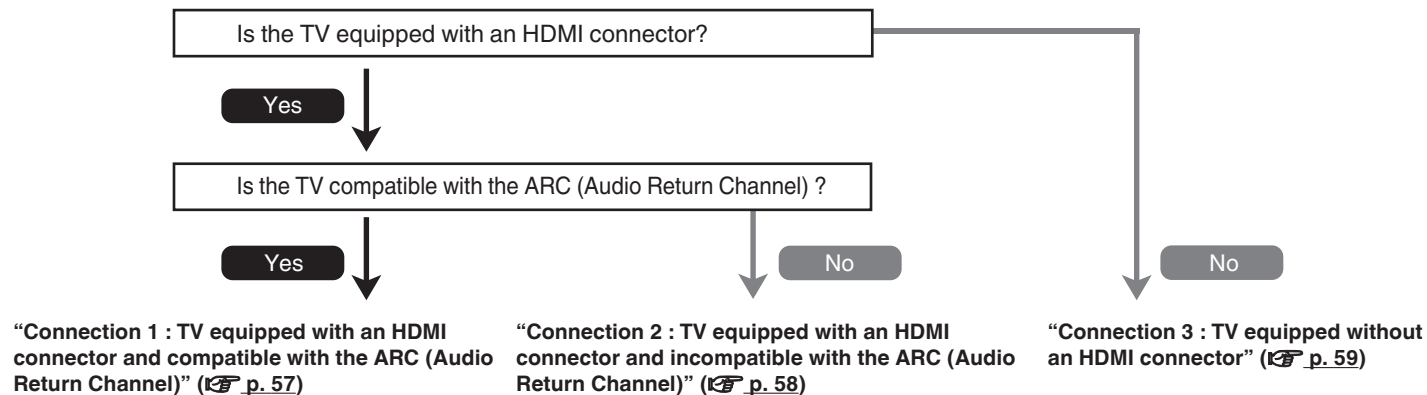 Is the TV equipped with an HDMI connector?
Yes
Is the TV compatible with the ARC (Audio Return Channel) ?
Yes
No
No
“Connection 1 : TV equipped with an HDMI
connector and compatible with the ARC (Audio
Return Channel)” (☞ p. 57)
“Connection 2 : TV equipped with an HDMI
connector and incompatible with the ARC (Audio
Return Channel)” (☞ p. 58)
“Connection 3 : TV equipped without
an HDMI connector” (☞ p. 59)